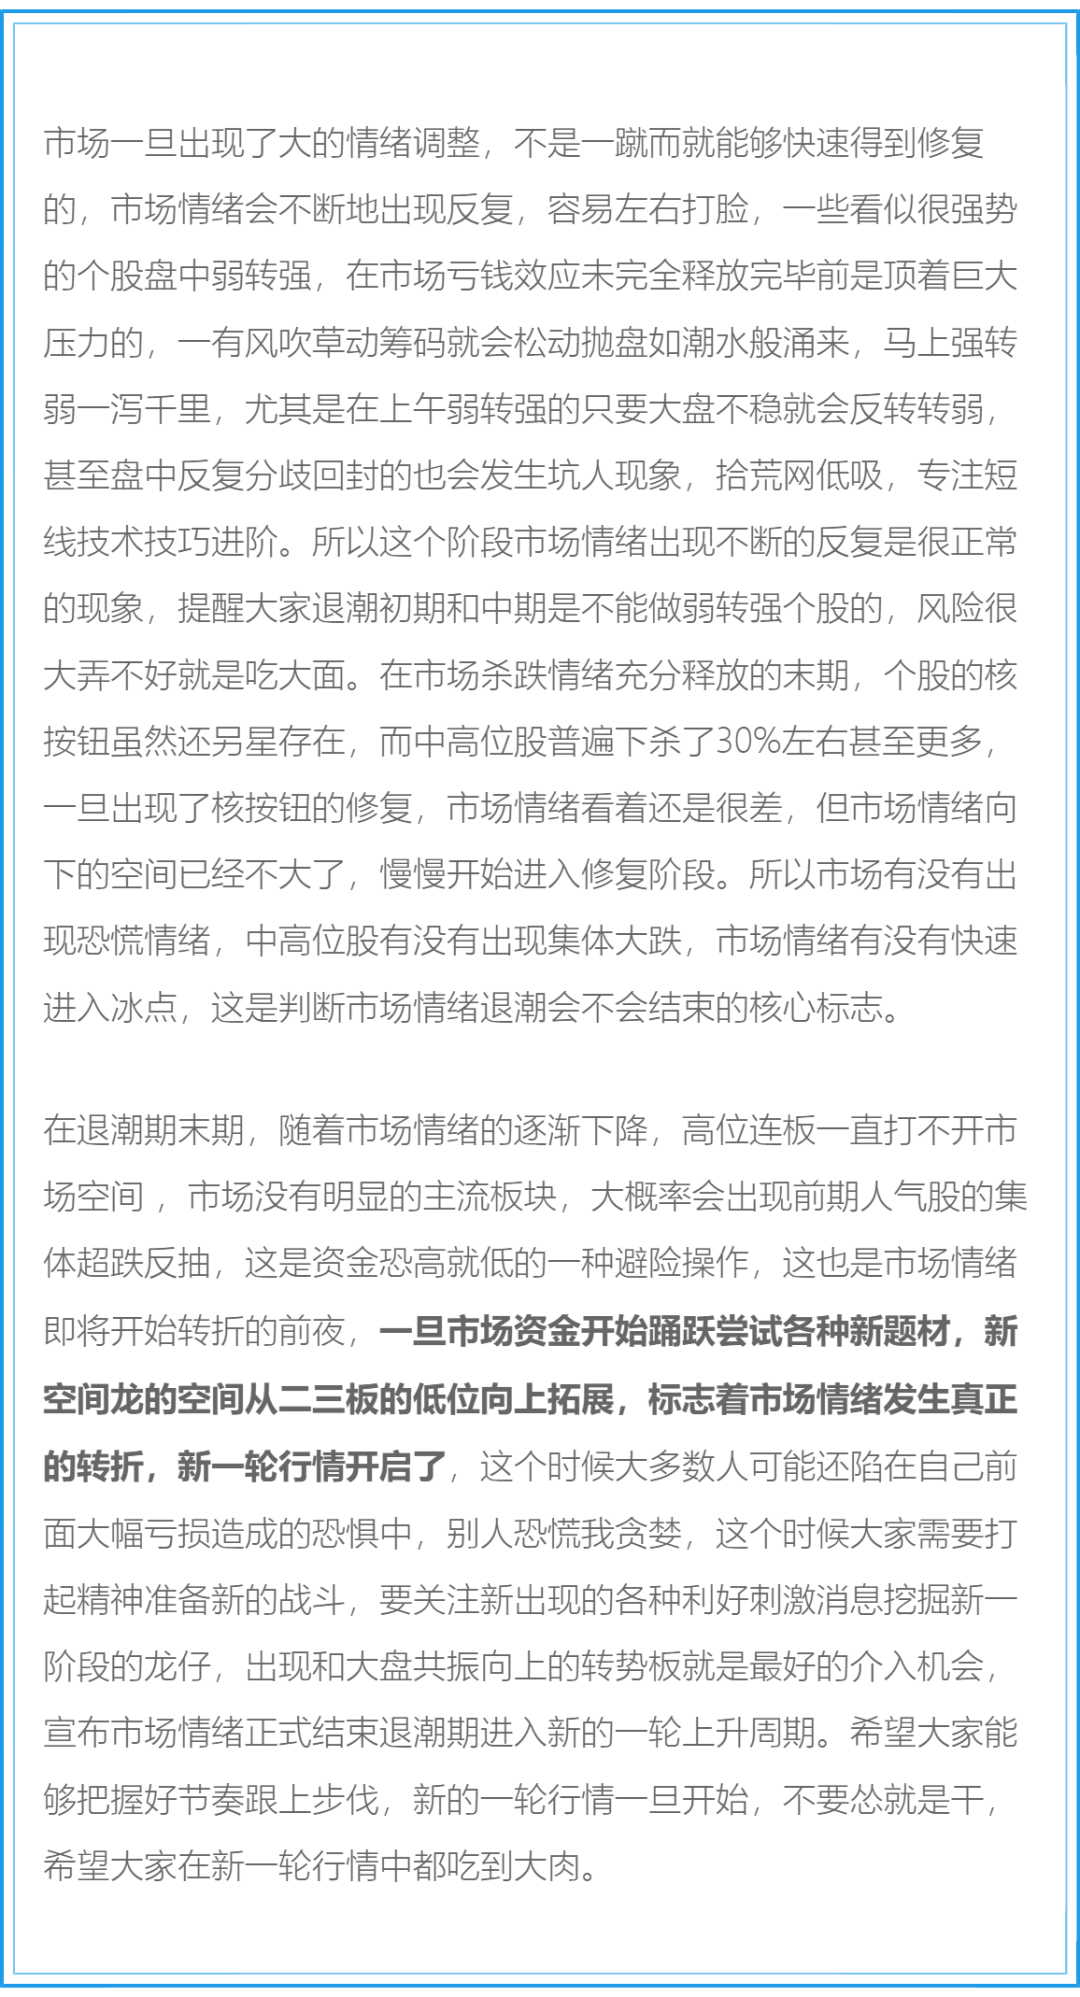 市场一旦出现了大的情绪调整，不是一蹴而就能够快速得到修复
的，市场情绪会不断地出现反复，容易左右打脸，一些看似很强势
的个股盘中弱转强，在市场亏钱效应未完全释放完毕前是顶着巨大
压力的，一有风吹草动筹码就会松动抛盘如潮水般涌来，马上强转
弱一泻千里，尤其是在上午弱转强的只要大盘不稳就会反转转弱，
甚至盘中反复分歧回封的也会发生坑人现象，拾荒网低吸，专注短
线技术技巧进阶。所以这个阶段市场情绪出现不断的反复是很正常
的现象，提醒大家退潮初期和中期是不能做弱转强个股的，风险很
大弄不好就是吃大面。在市场杀跌情绪充分释放的末期，个股的核
按钮虽然还另星存在，而中高位股普遍下杀了30%左右甚至更多，
一旦出现了核按钮的修复，市场情绪看着还是很差，但市场情绪向
下的空间已经不大了，慢慢开始进入修复阶段。所以市场有没有出
现恐慌情绪，中高位股有没有出现集体大跌，市场情绪有没有快速
进入冰点，这是判断市场情绪退潮会不会结束的核心标志。
在退潮期末期，随着市场情绪的逐渐下降，高位连板一直打不开市
场空间 ，市场没有明显的主流板块，大概率会出现前期人气股的集
体超跌反抽，这是资金恐高就低的一种避险操作，这也是市场情绪
即将开始转折的前夜，一旦市场资金开始踊跃尝试各种新题材，新
空间龙的空间从二三板的低位向上拓展，标志着市场情绪发生真正
的转折，新一轮行情开启了，这个时候大多数人可能还陷在自己前
面大幅亏损造成的恐惧中，别人恐慌我贪婪，这个时候大家需要打
起精神准备新的战斗，要关注新出现的各种利好刺激消息挖掘新一
阶段的龙仔，出现和大盘共振向上的转势板就是最好的介入机会，
宣布市场情绪正式结束退潮期进入新的一轮上升周期。希望大家能
够把握好节奏跟上步伐，新的一轮行情一旦开始，不要怂就是干，
希望大家在新一轮行情中都吃到大肉。